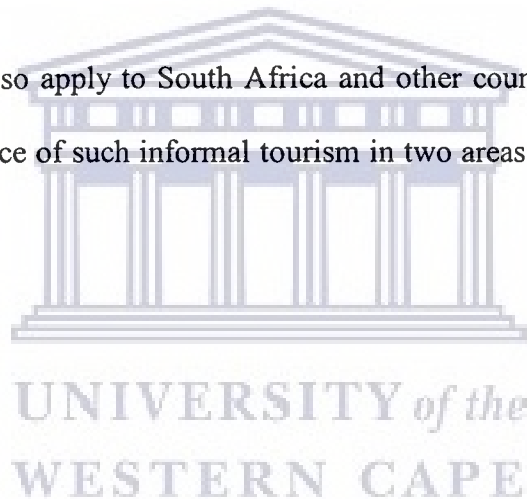 so apply to South Africa and other coun
ce of such informal tourism in two areas
UNIVERSITY of the
WESTERN CAPE